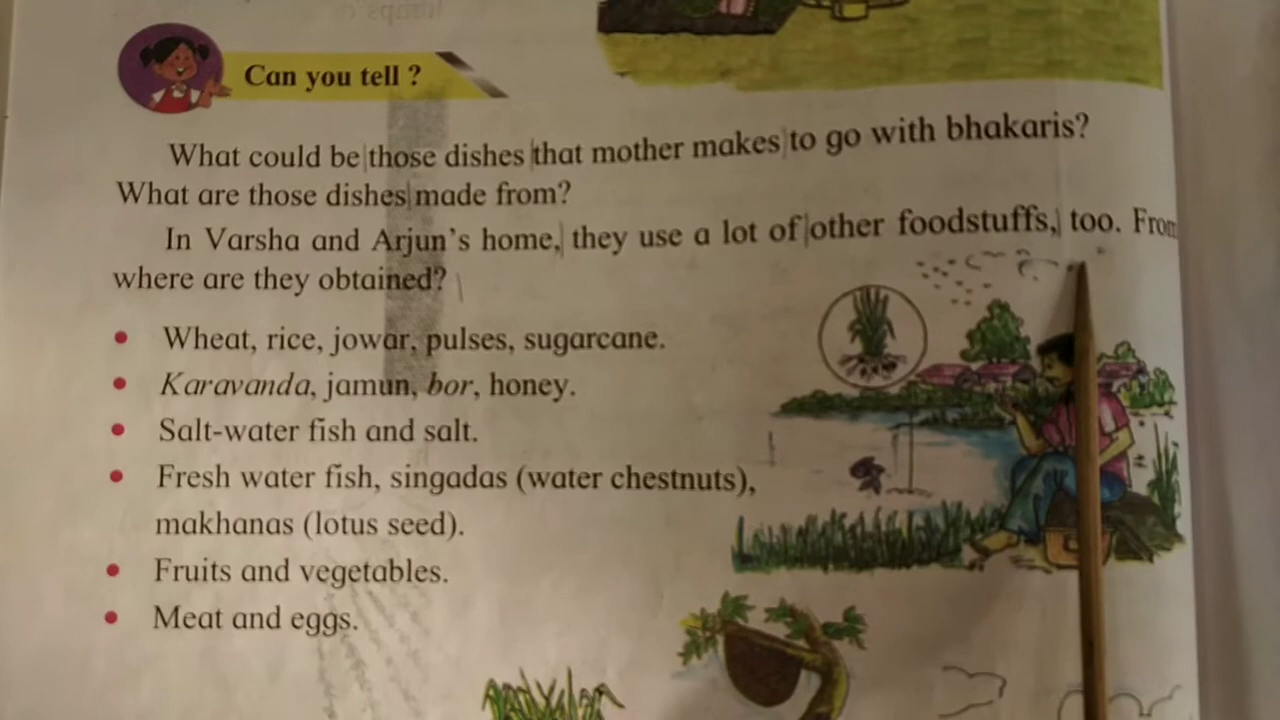 Can you tell ?
What could be those dishes that mother makes to go with bhakaris?
What are those dishes made from?
In Varsha and Arjun's home, they use a lot of other foodstuffs, too. From
where are they obtained?
• Wheat, rice, jowar, pulses, sugarcane.
• Karavanda, jamun, bor, honey.
• Salt-water fish and salt.
• Fresh water fish, singadas (water chestnuts),
makhanas (lotus seed).
• Fruits and vegetables.
• Meat and eggs.